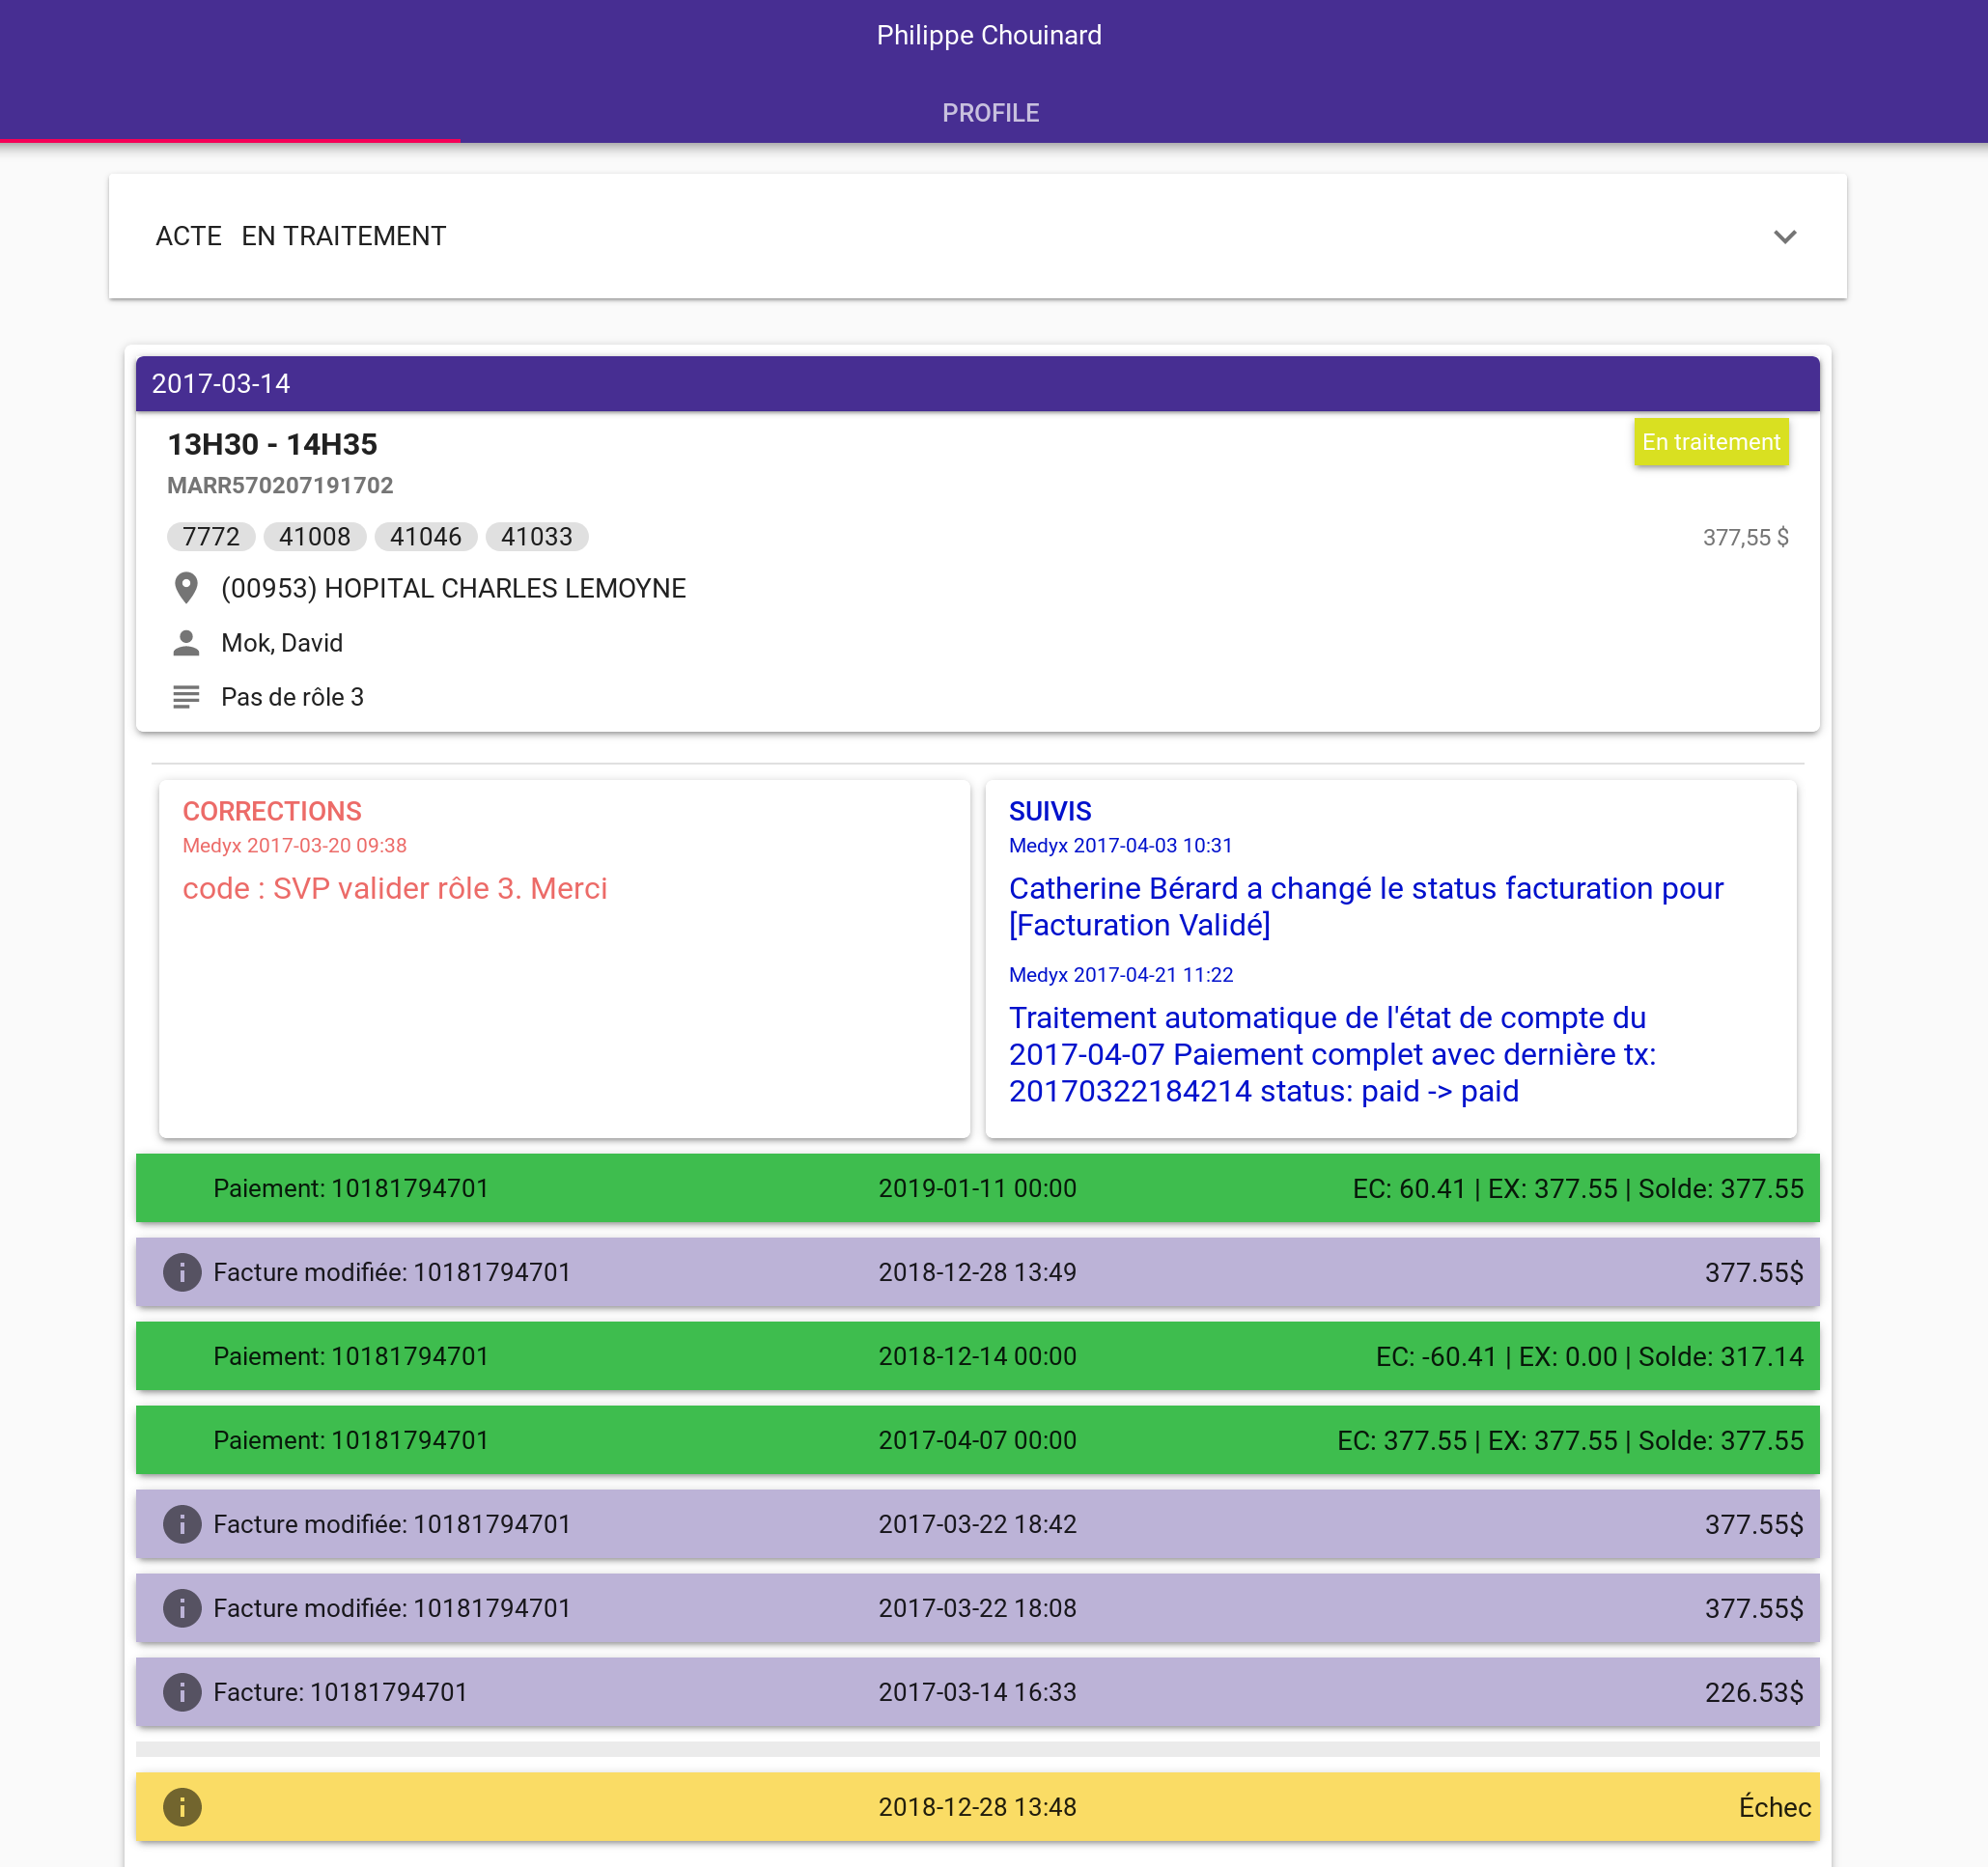 Philippe Chouinard
PROFILE
ACTE EN TRAITEMENT
2017-03-14
13H30 - 14H35
En traitement
MARR570207191702
7772 41008 41046 41033
377,55 $
(00953) HOPITAL CHARLES LEMOYNE
Mok, David
Pas de rôle 3
CORRECTIONS
Medyx 2017-03-20 09:38
code : SVP valider rôle 3. Merci
SUIVIS
Medyx 2017-04-03 10:31
Catherine Bérard a changé le status facturation pour
[Facturation Validé]
Medyx 2017-04-21 11:22
Traitement automatique de l'état de compte du
2017-04-07 Paiement complet avec dernière tx:
20170322184214 status: paid -> paid
Paiement: 10181794701 2019-01-11 00:00 EC: 60.41 | EX: 377.55 | Solde: 377.55
Facture modifiée: 10181794701 2018-12-28 13:49 377.55$
Paiement: 10181794701 2018-12-14 00:00 EC: -60.41 | EX: 0.00 | Solde: 317.14
Paiement: 10181794701 2017-04-07 00:00 EC: 377.55 | EX: 377.55 | Solde: 377.55
Facture modifiée: 10181794701 2017-03-22 18:42 377.55$
Facture modifiée: 10181794701 2017-03-22 18:08 377.55$
Facture: 10181794701 2017-03-14 16:33 226.53$
2018-12-28 13:48 Échec